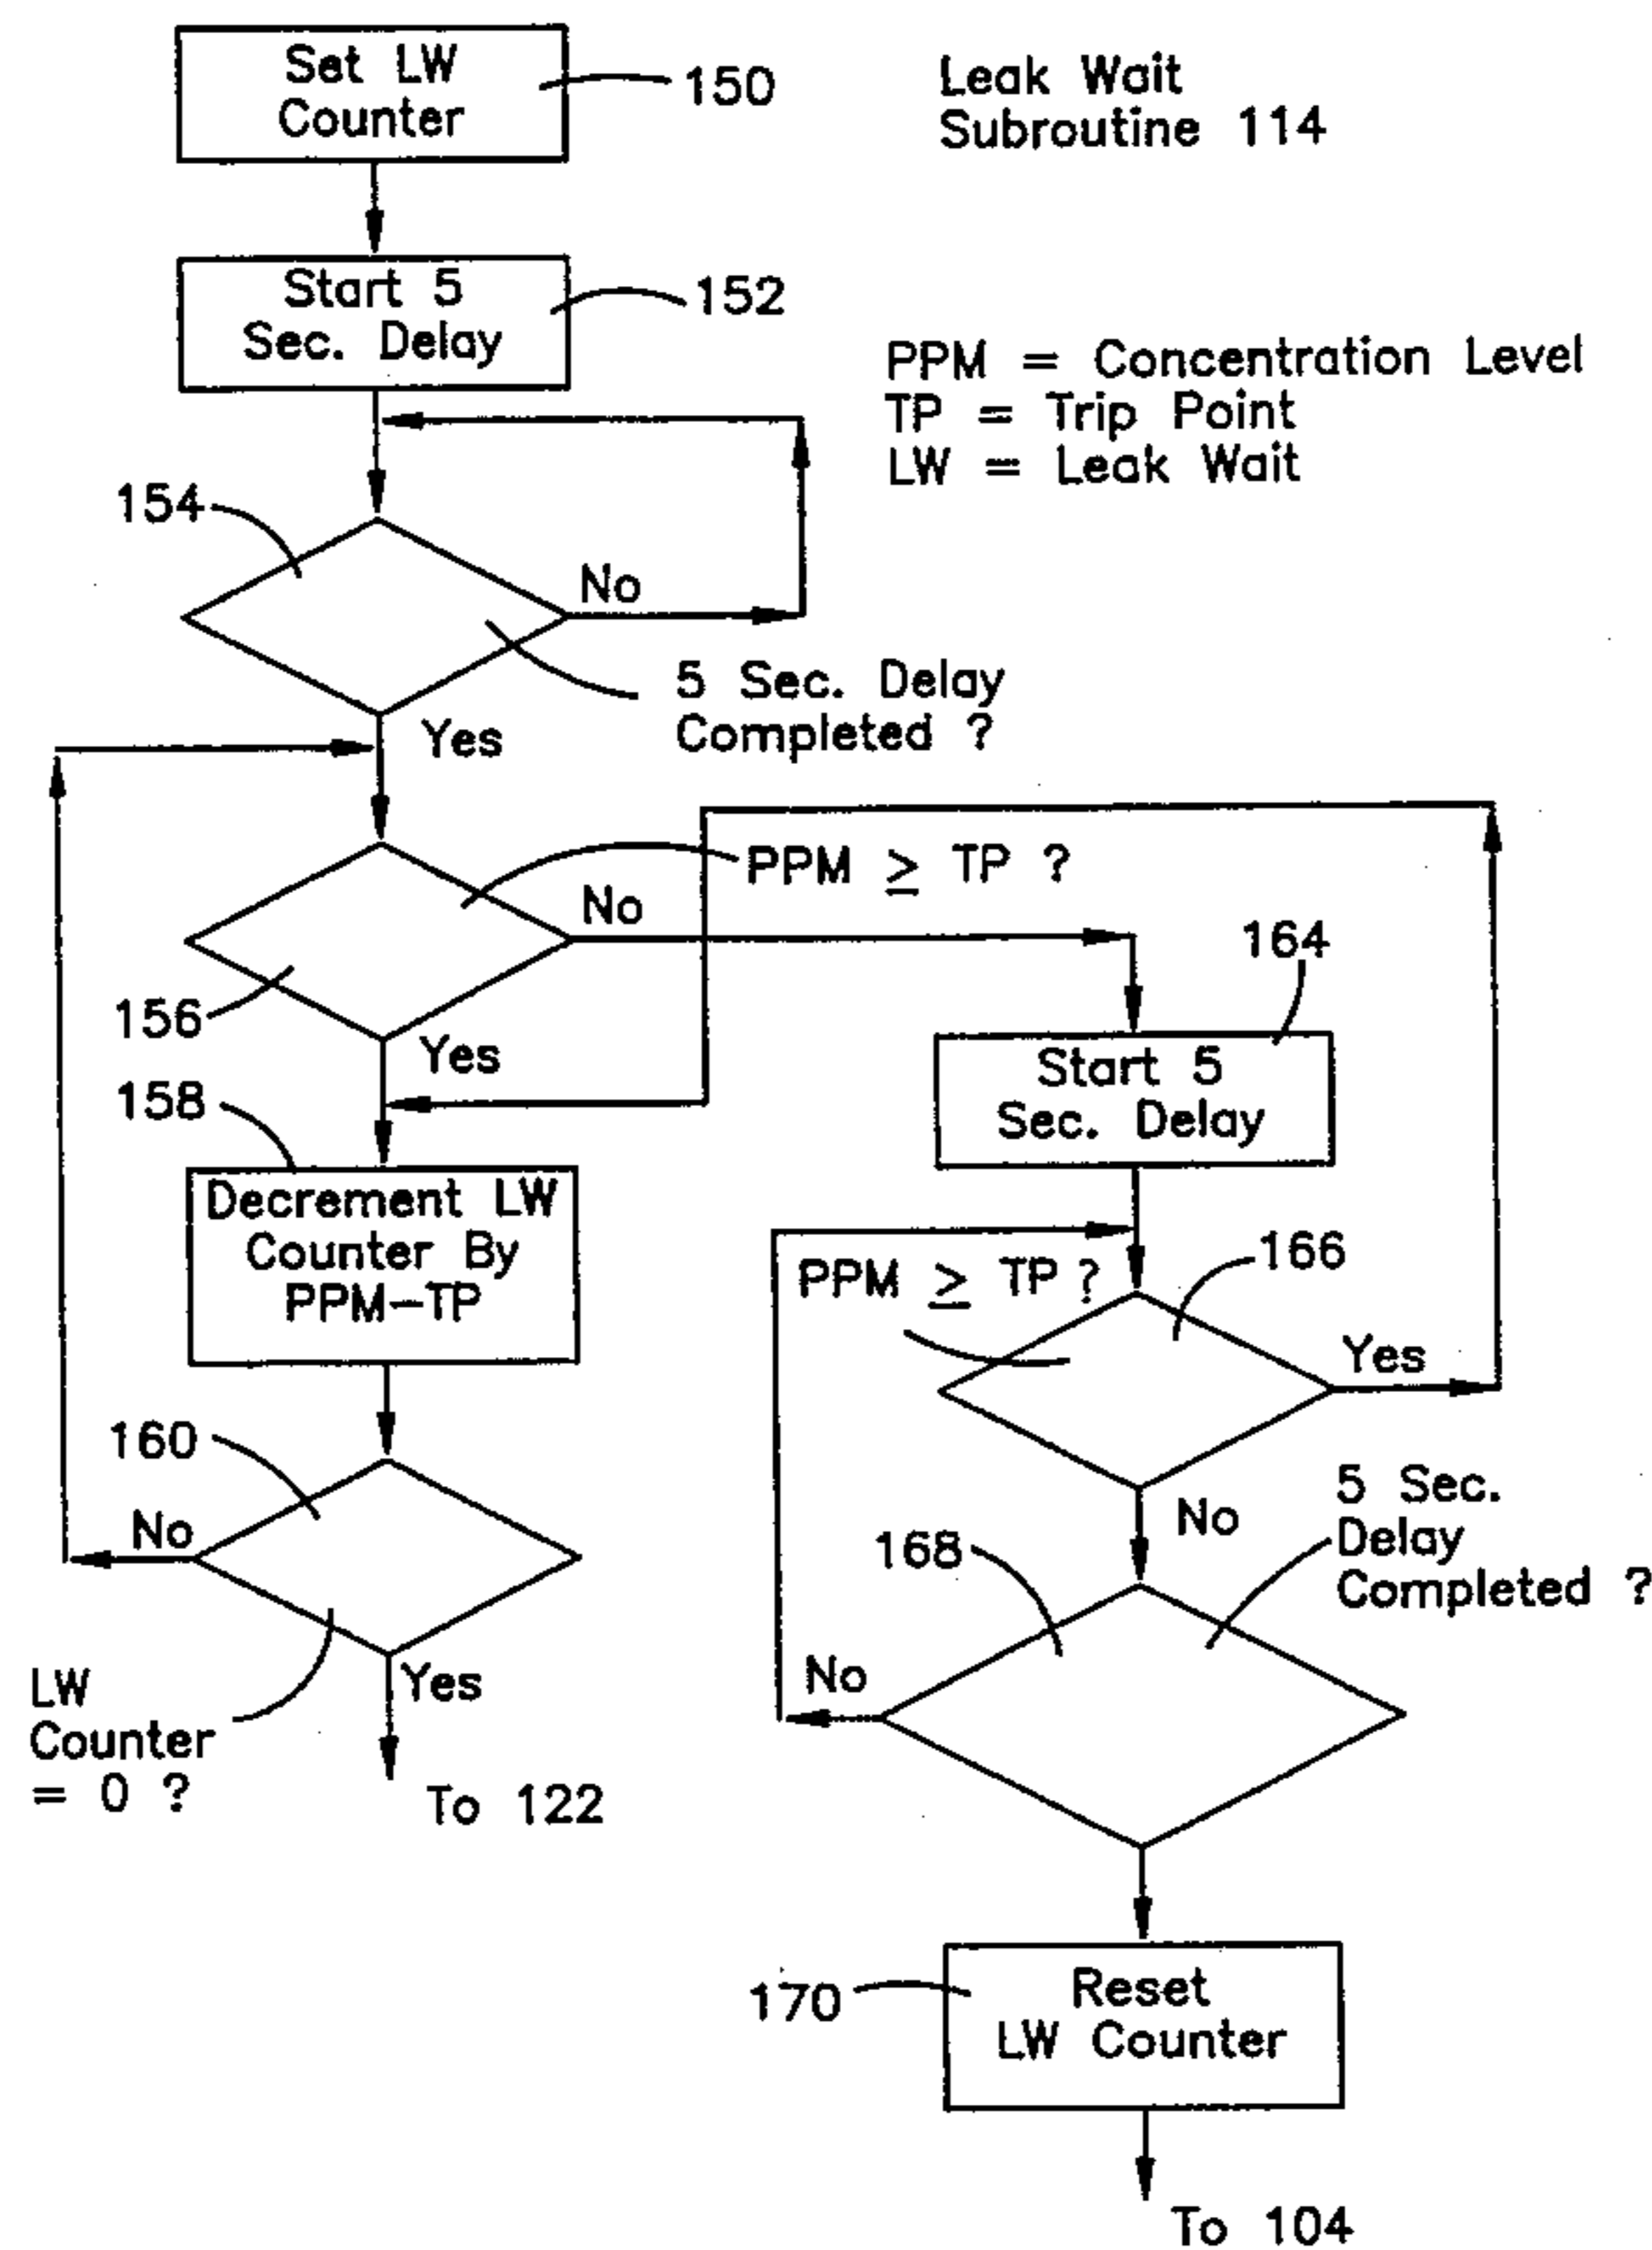 Set LW
Counter
150
Leak Wait
Subroutine 114
Start 5
Sec. Delay
152
PPM = Concentration Level
TP = Trip Point
LW = Leak Wait
154
No
5 Sec. Delay
Completed ?
Yes
PPM ≥ TP ?
No
156
Yes
164
Start 5
Sec. Delay
158
Decrement LW
Counter By
PPM-TP
PPM ≥ TP ?
166
Yes
160
No
LW
Counter
= 0 ?
Yes
To 122
No
5 Sec.
Delay
Completed ?
168
No
170
Reset
LW Counter
To 104